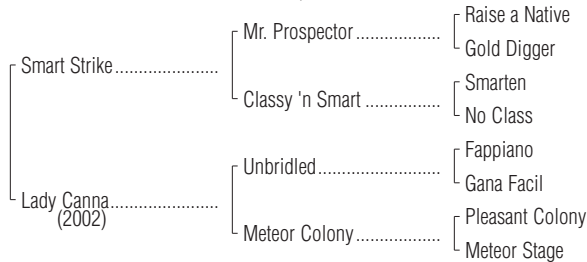 Raise a Native
Mr. Prospector
Gold Digger
Smart Strike
Smarten
Classy 'n Smart
No Class
Fappiano
Unbridled
Gana Facil
Lady Canna
(2002)
Pleasant Colony
Meteor Colony
Meteor Stage